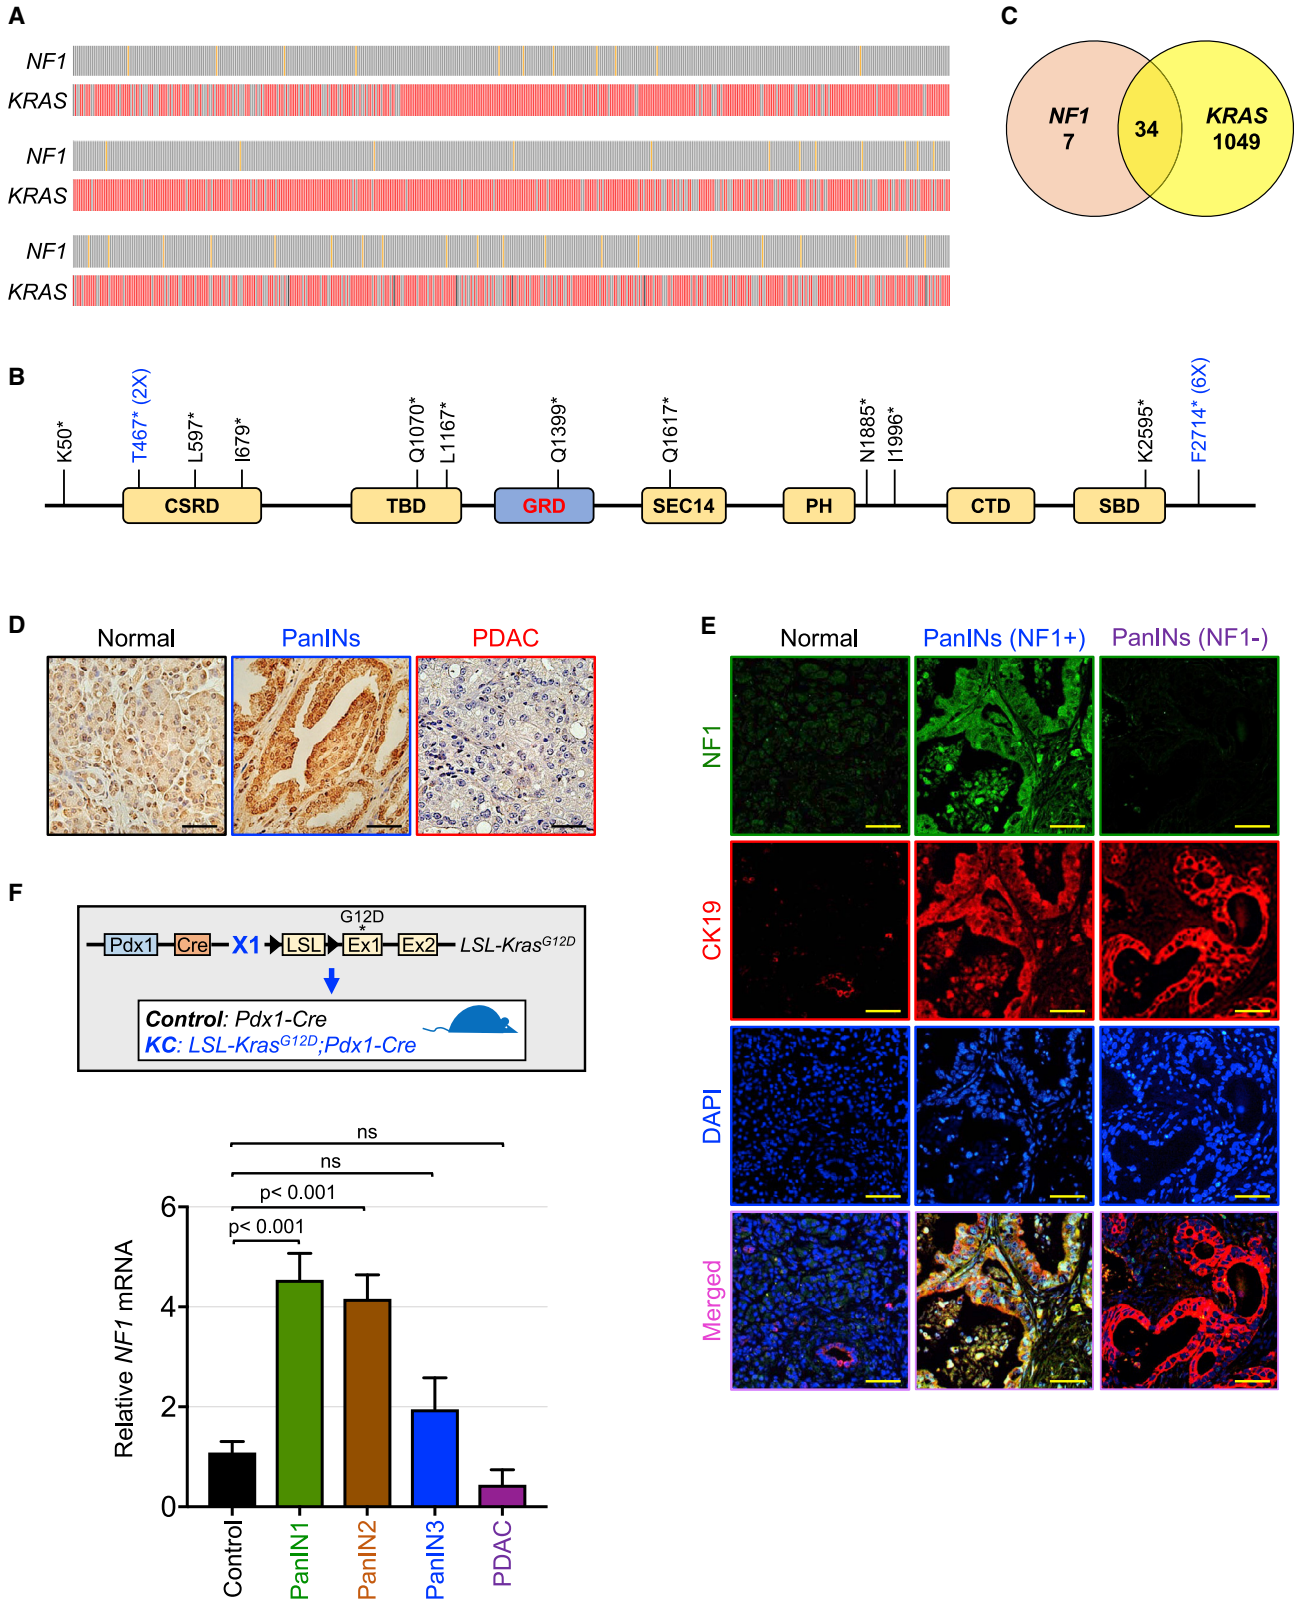 A
NF1
KRAS
NF1
KRAS
NF1
KRAS
C
NF1
7
34
KRAS
1049
B
K50*
T467* (2X)
L597*
I679*
Q1070*
L1167*
Q1399*
Q1617*
N1885*
I1996*
K2595*
F2714* (6X)
CSRD
TBD
GRD
SEC14
PH
CTD
SBD
D
Normal
PanINs
PDAC
E
Normal
PanINs (NF1+)
PanINs (NF1-)
NF1
CK19
DAPI
Merged
F
G12D
*
Pdx1
Cre
X1
LSL
Ex1
Ex2
LSL-Kras^G12D
Control: Pdx1-Cre
KC: LSL-Kras^G12D;Pdx1-Cre
ns
ns
p< 0.001
p< 0.001
Relative NF1 mRNA
6
4
2
0
Control
PanIN1
PanIN2
PanIN3
PDAC